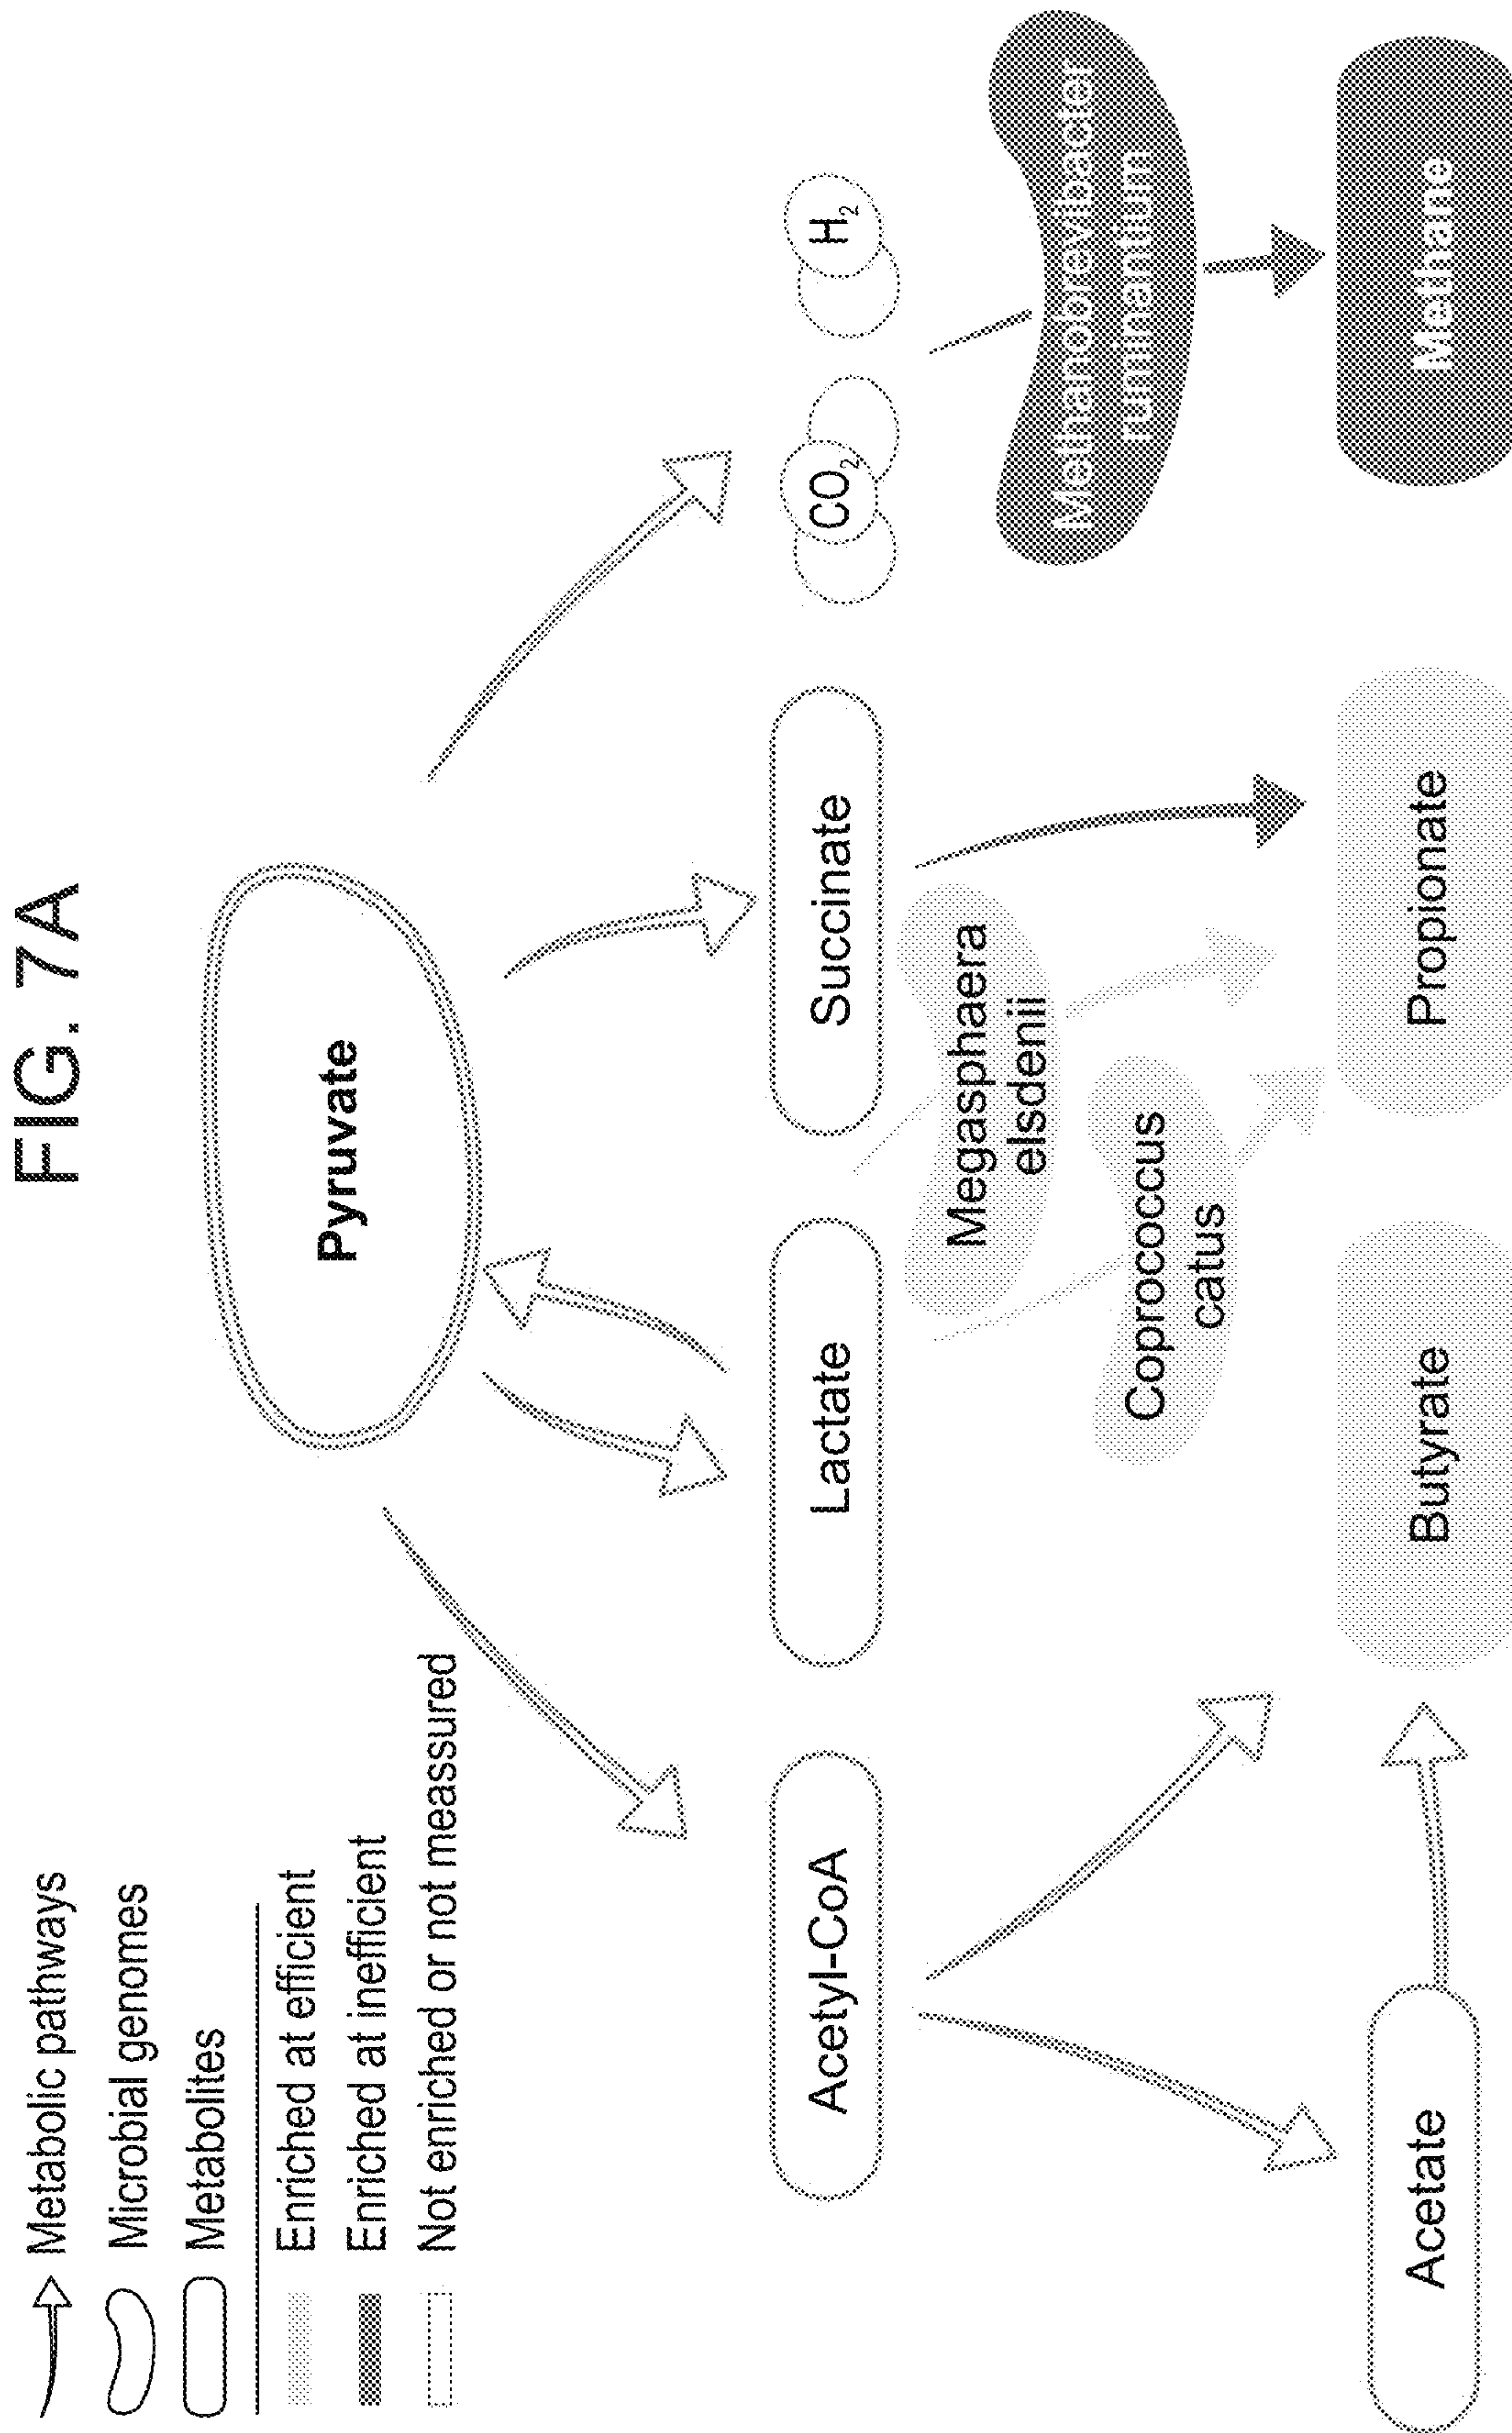 FIG. 7A
Metabolic pathways
Microbial genomes
Metabolites
Enriched at efficient
Enriched at inefficient
Not enriched or not meassured
Pyruvate
Acetyl-CoA
Lactate
Succinate
CO₂
H₂
Megasphaera
elsdenii
Coprococcus
catus
Methanobrevibacter
ruminantium
Acetate
Butyrate
Propionate
Methane